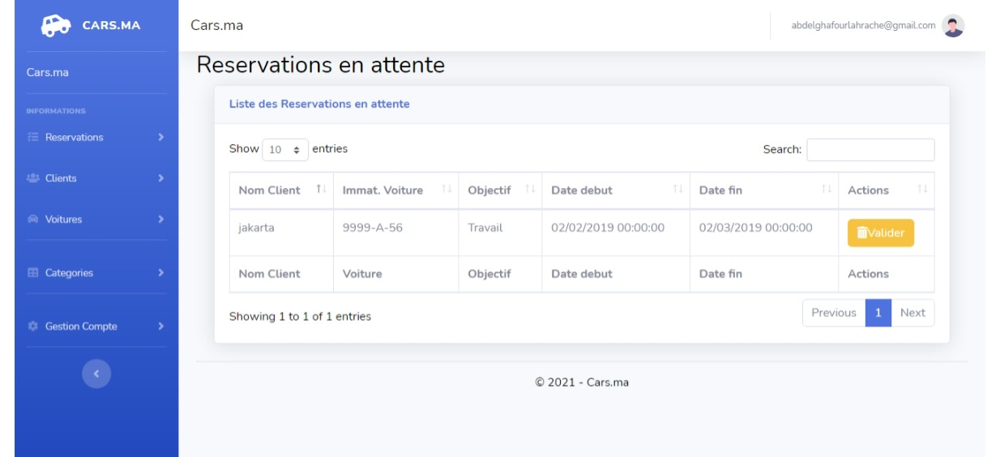 CARS.MA
Cars.ma
abdelghafourlahrache@gmail.com
Cars.ma
INFORMATIONS
Reservations
Clients
Voitures
Categories
Gestion Compte
Reservations en attente
Liste des Reservations en attente
Show 10 entries
Search:
Nom Client Immat. Voiture Objectif Date debut Date fin Actions
jakarta 9999-A-56 Travail 02/02/2019 00:00:00 02/03/2019 00:00:00 Valider
Nom Client Voiture Objectif Date debut Date fin Actions
Showing 1 to 1 of 1 entries
Previous 1 Next
© 2021 - Cars.ma